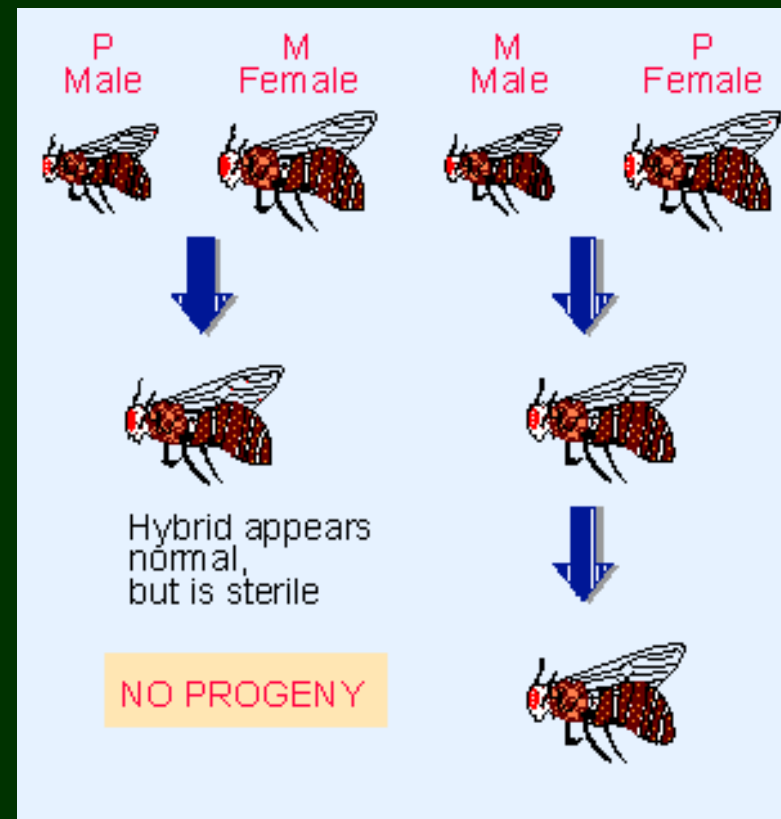 P
Male
M
Female
M
Male
P
Female
Hybrid appears
normal,
but is sterile
NO PROGENY